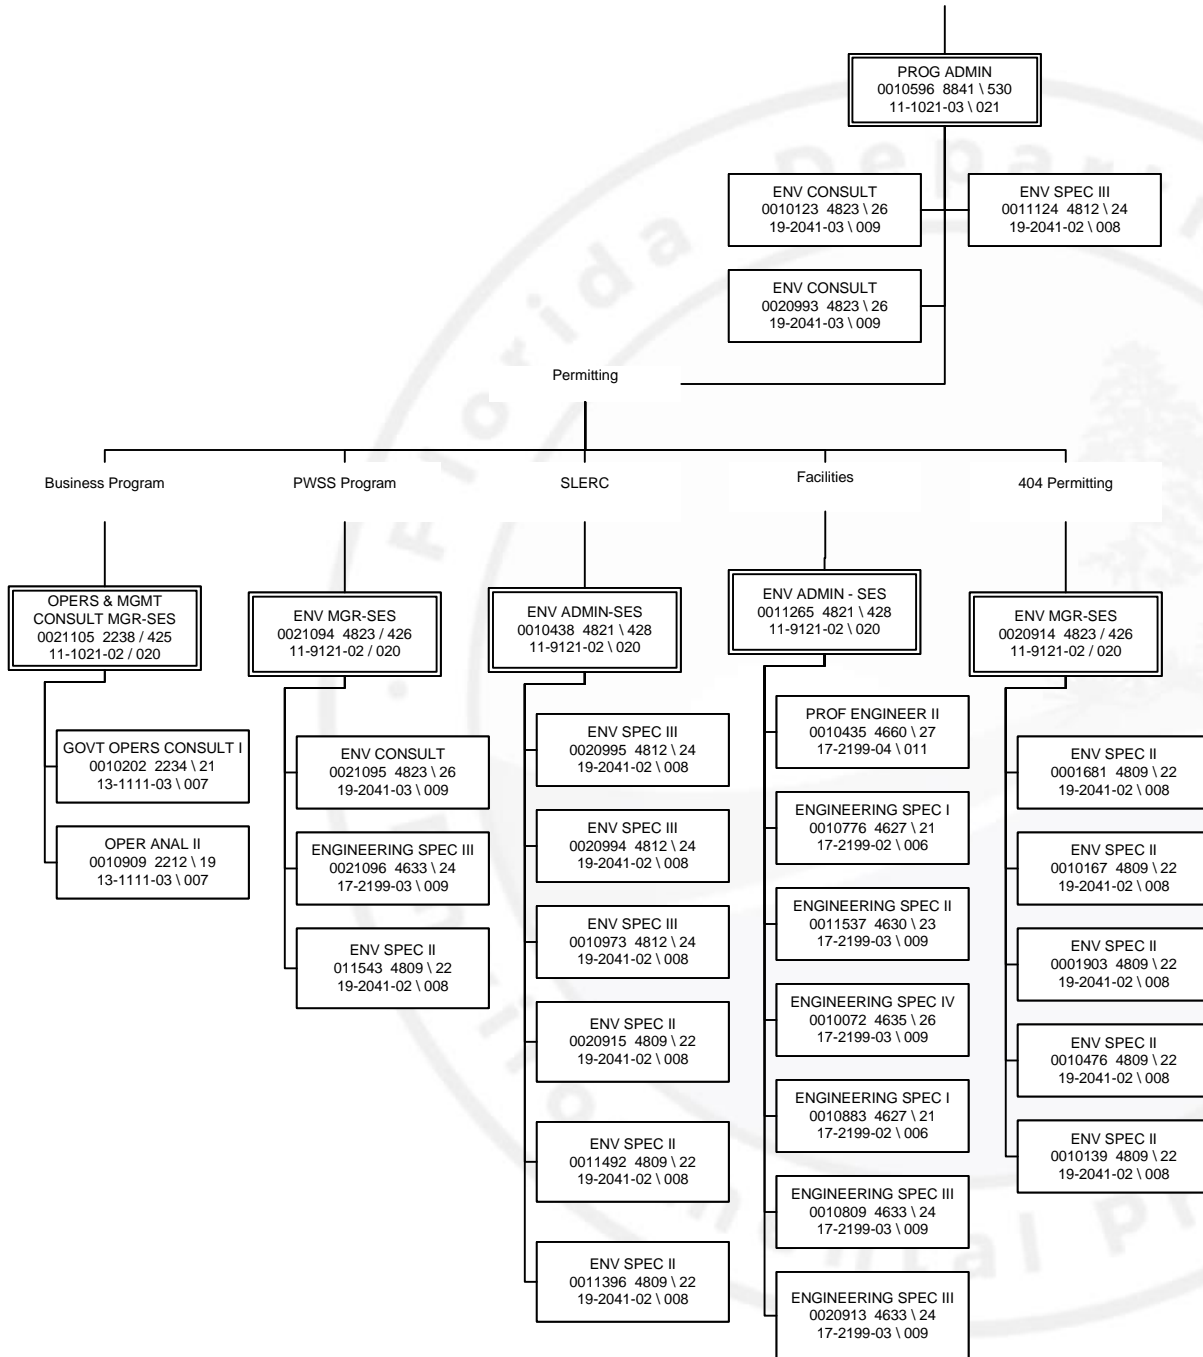 PROG ADMIN
0010596 8841 \ 530
11-1021-03 \ 021
ENV CONSULT
0010123 4823 \ 26
19-2041-03 \ 009
ENV SPEC III
0011124 4812 \ 24
19-2041-02 \ 008
ENV CONSULT
0020993 4823 \ 26
19-2041-03 \ 009
Permitting
Business Program
PWSS Program
SLERC
Facilities
404 Permitting
OPERS & MGMT
CONSULT MGR-SES
0021105 2238 / 425
11-1021-02 / 020
GOVT OPERS CONSULT I
0010202 2234 \ 21
13-1111-03 \ 007
OPER ANAL II
0010909 2212 \ 19
13-1111-03 \ 007
ENV MGR-SES
0021094 4823 / 426
11-9121-02 / 020
ENV CONSULT
0021095 4823 \ 26
19-2041-03 \ 009
ENGINEERING SPEC III
0021096 4633 \ 24
17-2199-03 \ 009
ENV SPEC II
011543 4809 \ 22
19-2041-02 \ 008
ENV ADMIN-SES
0010438 4821 \ 428
11-9121-02 \ 020
ENV SPEC III
0020995 4812 \ 24
19-2041-02 \ 008
ENV SPEC III
0020994 4812 \ 24
19-2041-02 \ 008
ENV SPEC III
0010973 4812 \ 24
19-2041-02 \ 008
ENV SPEC II
0020915 4809 \ 22
19-2041-02 \ 008
ENV SPEC II
0011492 4809 \ 22
19-2041-02 \ 008
ENV SPEC II
0011396 4809 \ 22
19-2041-02 \ 008
ENV ADMIN - SES
0011265 4821 \ 428
11-9121-02 \ 020
PROF ENGINEER II
0010435 4660 \ 27
17-2199-04 \ 011
ENGINEERING SPEC I
0010776 4627 \ 21
17-2199-02 \ 006
ENGINEERING SPEC II
0011537 4630 \ 23
17-2199-03 \ 009
ENGINEERING SPEC IV
0010072 4635 \ 26
17-2199-03 \ 009
ENGINEERING SPEC I
0010883 4627 \ 21
17-2199-02 \ 006
ENGINEERING SPEC III
0010809 4633 \ 24
17-2199-03 \ 009
ENGINEERING SPEC III
0020913 4633 \ 24
17-2199-03 \ 009
ENV MGR-SES
0020914 4823 / 426
11-9121-02 / 020
ENV SPEC II
0001681 4809 \ 22
19-2041-02 \ 008
ENV SPEC II
0010167 4809 \ 22
19-2041-02 \ 008
ENV SPEC II
0001903 4809 \ 22
19-2041-02 \ 008
ENV SPEC II
0010476 4809 \ 22
19-2041-02 \ 008
ENV SPEC II
0010139 4809 \ 22
19-2041-02 \ 008
Florida